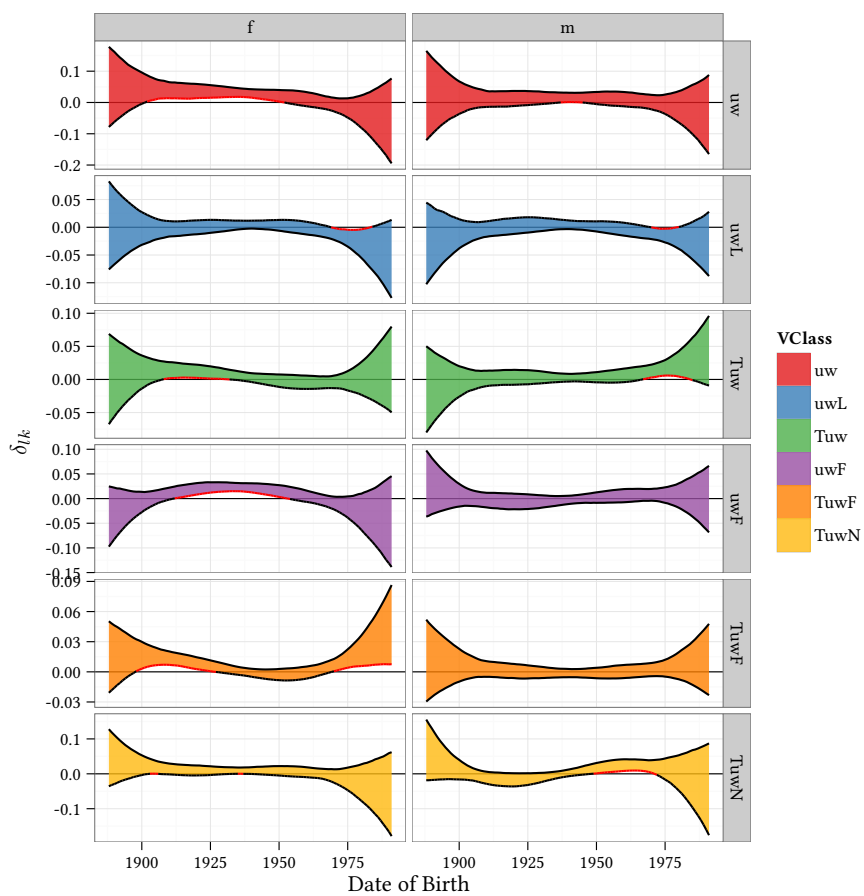 f m
0.1
0.0
-0.1
-0.2
uw
0.05
0.00
-0.05
-0.10
uwL
0.10
0.05
0.00
-0.05
Tuw
0.10
0.05
0.00
-0.05
-0.10
-0.15
uwF
0.09
0.06
0.03
0.00
-0.03
TuwF
0.1
0.0
-0.1
TuwN
1900 1925 1950 1975 1900 1925 1950 1975
Date of Birth
δlk
VClass
uw
uwL
Tuw
uwF
TuwF
TuwN